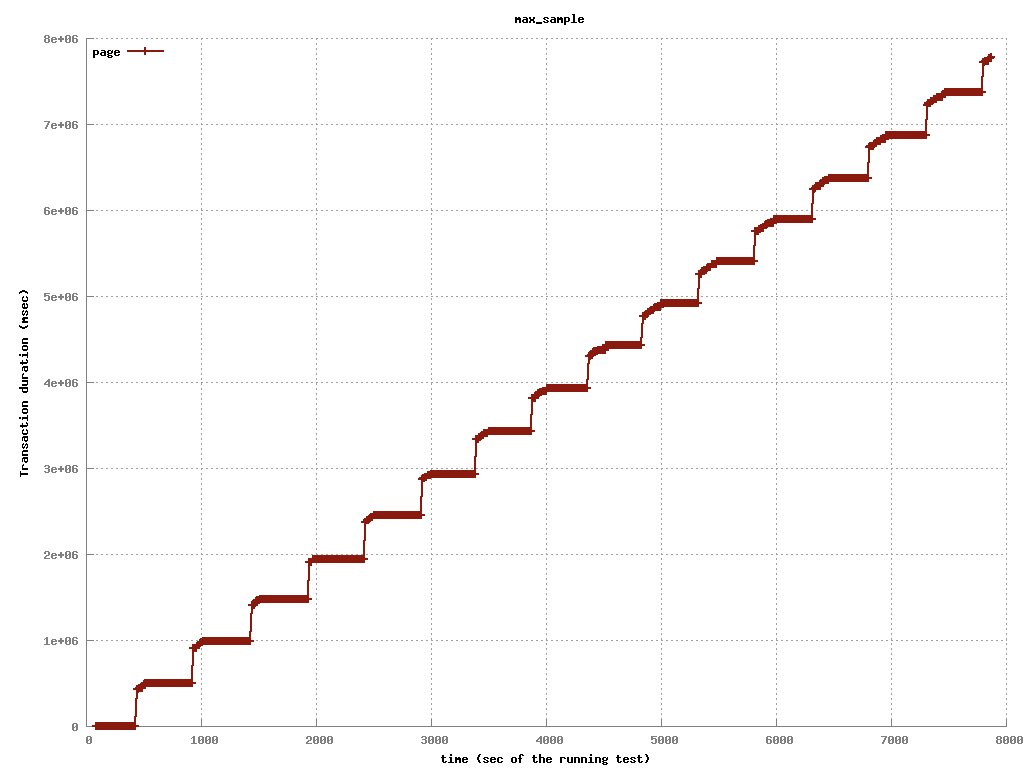 max_sample
8e+06
page
7e+06
6e+06
5e+06
4e+06
3e+06
2e+06
1e+06
0
Transaction duration (msec)
0 1000 2000 3000 4000 5000 6000 7000 8000
time (sec of the running test)